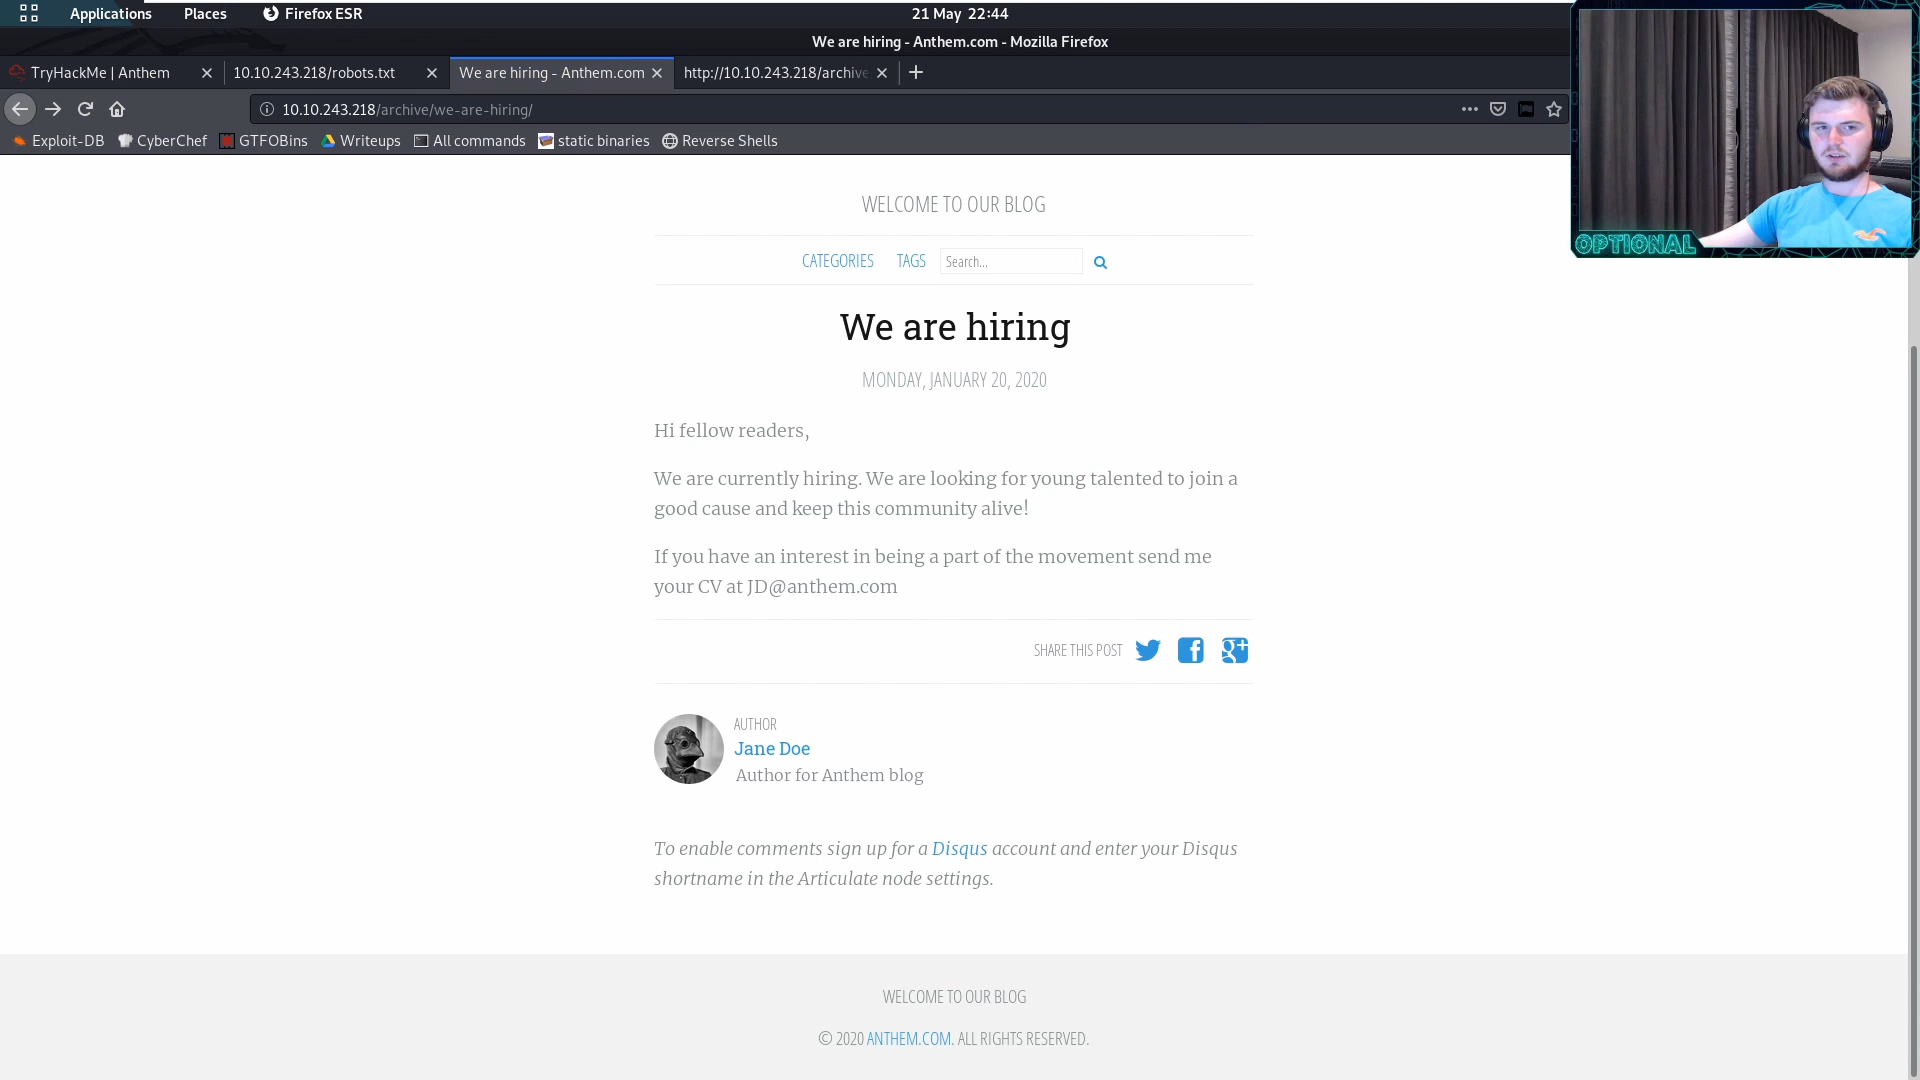 Applications Places Firefox ESR 21 May 22:44
We are hiring - Anthem.com - Mozilla Firefox
TryHackMe | Anthem 10.10.243.218/robots.txt We are hiring - Anthem.com http://10.10.243.218/archive
10.10.243.218/archive/we-are-hiring/
Exploit-DB CyberChef GTFOBins Writeups All commands static binaries Reverse Shells
OPTIONAL
WELCOME TO OUR BLOG
CATEGORIES TAGS Search...
We are hiring
MONDAY, JANUARY 20, 2020
Hi fellow readers,
We are currently hiring. We are looking for young talented to join a
good cause and keep this community alive!
If you have an interest in being a part of the movement send me
your CV at JD@anthem.com
SHARE THIS POST
AUTHOR
Jane Doe
Author for Anthem blog
To enable comments sign up for a Disqus account and enter your Disqus
shortname in the Articulate node settings.
WELCOME TO OUR BLOG
© 2020 ANTHEM.COM. ALL RIGHTS RESERVED.